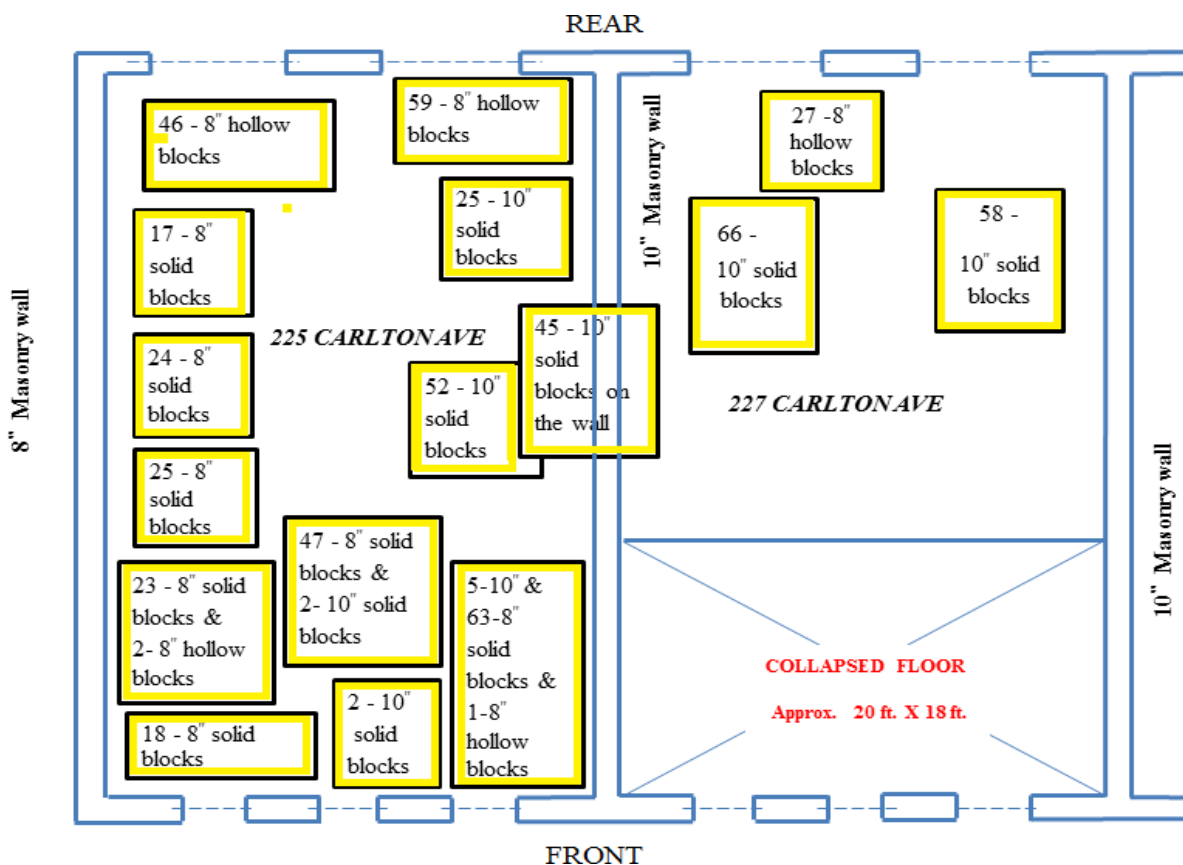 REAR
8" Masonry wall
46 - 8" hollow
blocks
59 - 8" hollow
blocks
25 - 10"
solid
blocks
17 - 8"
solid
blocks
24 - 8"
solid
blocks
25 - 8"
solid
blocks
225 CARLTON AVE
52 - 10"
solid
blocks
45 - 10"
solid
blocks on
the wall
23 - 8" solid
blocks &
2- 8" hollow
blocks
47 - 8" solid
blocks &
2- 10" solid
blocks
5-10" &
63-8"
solid
blocks &
1-8"
hollow
blocks
18 - 8" solid
blocks
2 - 10"
solid
blocks
10" Masonry wall
27 -8"
hollow
blocks
66 -
10" solid
blocks
58 -
10" solid
blocks
227 CARLTON AVE
COLLAPSED FLOOR
Approx. 20 ft. X 18 ft.
10" Masonry wall
FRONT